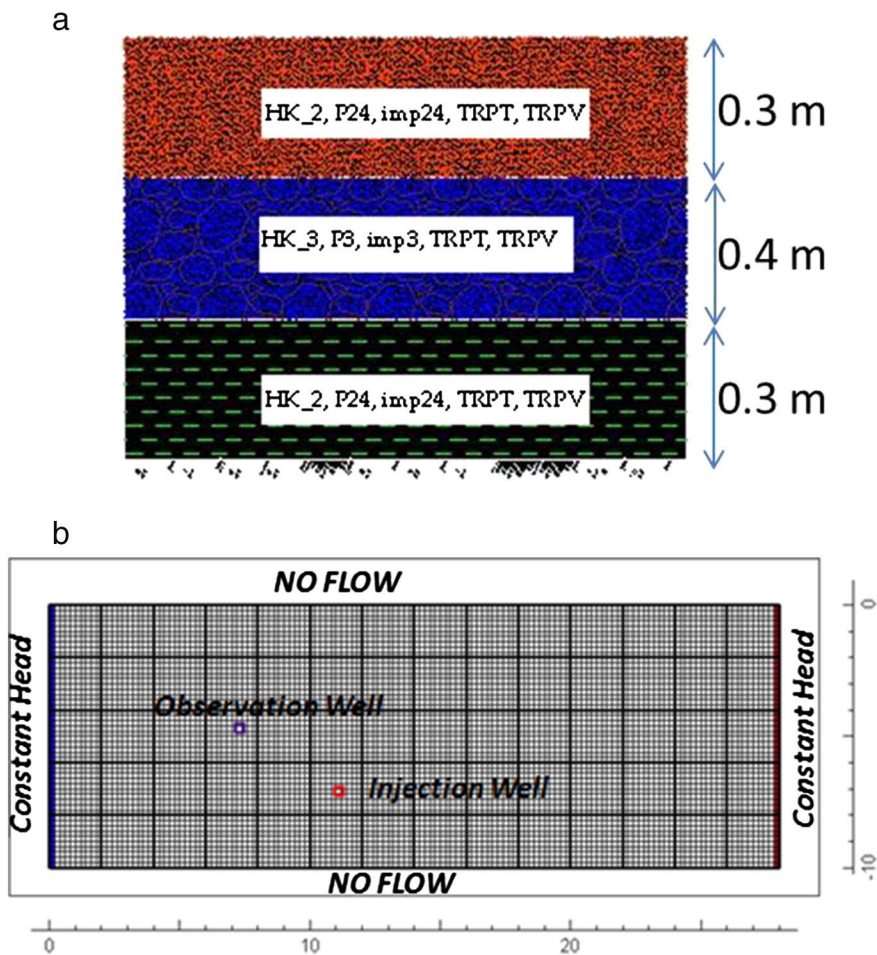 a
HK_2, P24, imp24, TRPT, TRPV
0.3 m
HK_3, P3, imp3, TRPT, TRPV
0.4 m
HK_2, P24, imp24, TRPT, TRPV
0.3 m
b
NO FLOW
0
Constant Head
Observation Well
Injection Well
Constant Head
NO FLOW
-10
0 10 20